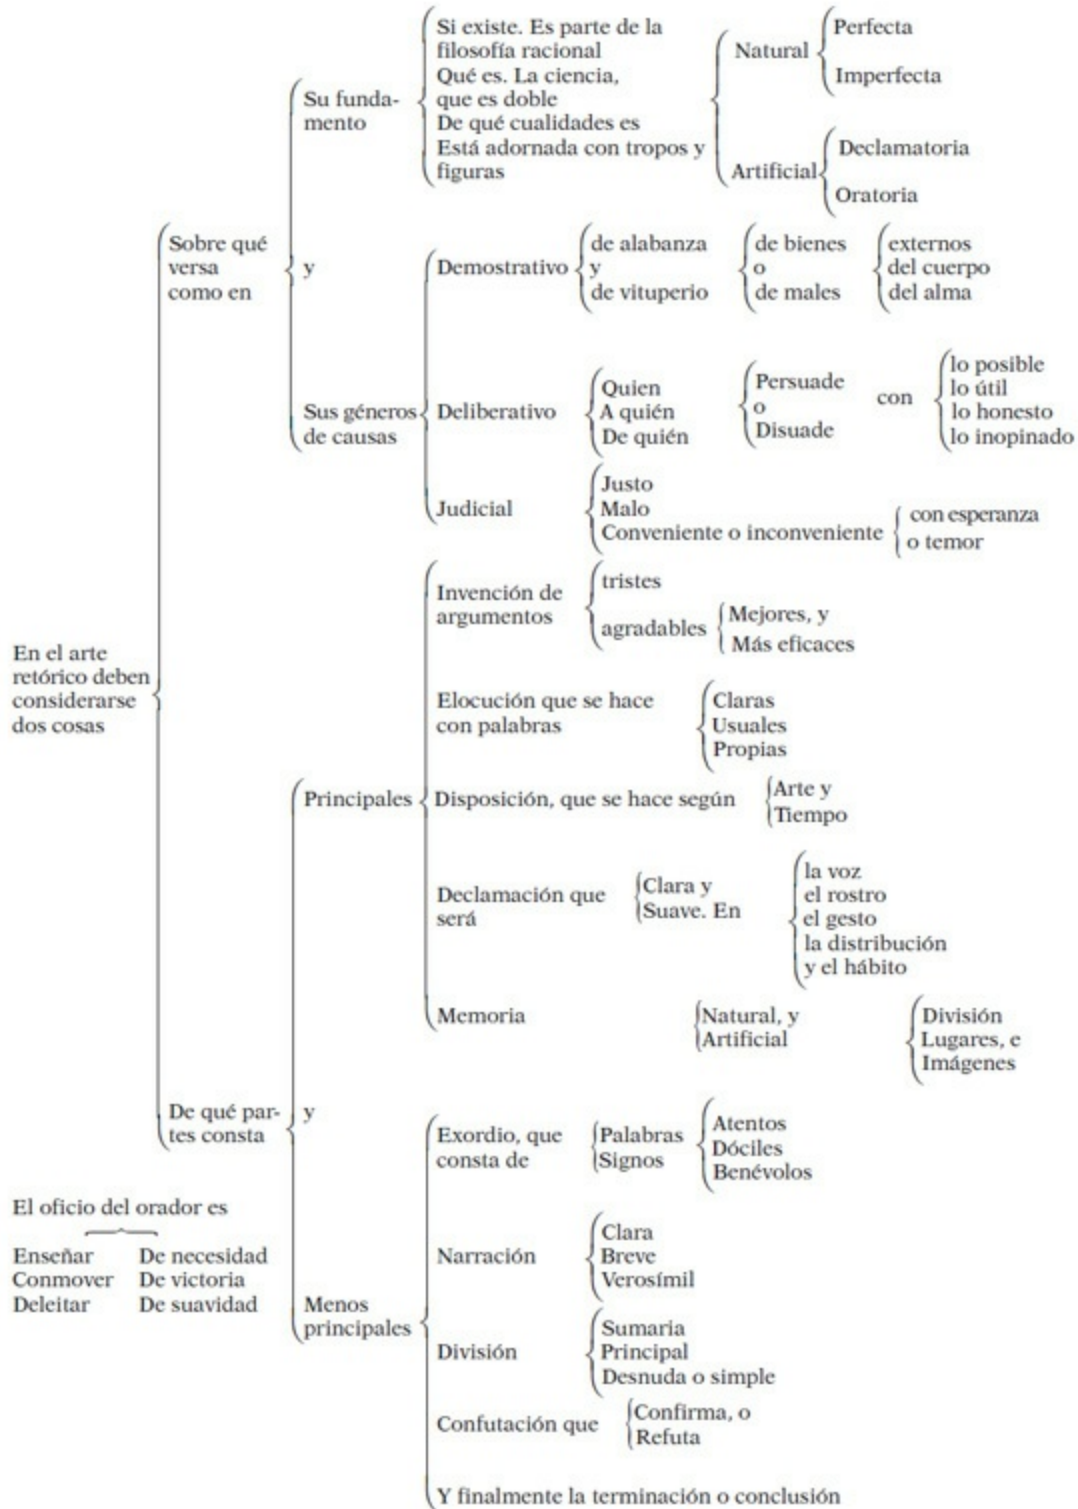 En el arte
retórico deben
considerarse
dos cosas
Sobre qué
versa
como en
Su funda-
mento
Si existe. Es parte de la
filosofía racional
Qué es. La ciencia,
que es doble
De qué cualidades es
Está adornada con tropos y
figuras
Natural
Perfecta
Imperfecta
Artificial
Declamatoria
Oratoria
y
Sus géneros
de causas
Demostrativo
de alabanza
y
de vituperio
de bienes
o
de males
externos
del cuerpo
del alma
Deliberativo
Quien
A quién
De quién
Persuade
o
Disuade
con
lo posible
lo útil
lo honesto
lo inopinado
Judicial
Justo
Malo
Conveniente o inconveniente
con esperanza
o temor
De qué par-
tes consta
Principales
Invención de
argumentos
tristes
agradables
Mejores, y
Más eficaces
Elocución que se hace
con palabras
Claras
Usuales
Propias
Disposición, que se hace según
Arte y
Tiempo
Declamación que
será
Clara y
Suave. En
la voz
el rostro
el gesto
la distribución
y el hábito
Memoria
Natural, y
Artificial
División
Lugares, e
Imágenes
y
Menos
principales
Exordio, que
consta de
Palabras
Signos
Atentos
Dóciles
Benévolos
Narración
Clara
Breve
Verosímil
División
Sumaria
Principal
Desnuda o simple
Confutación que
Confirma, o
Refuta
Y finalmente la terminación o conclusión
El oficio del orador es
Enseñar De necesidad
Conmover De victoria
Deleitar De suavidad